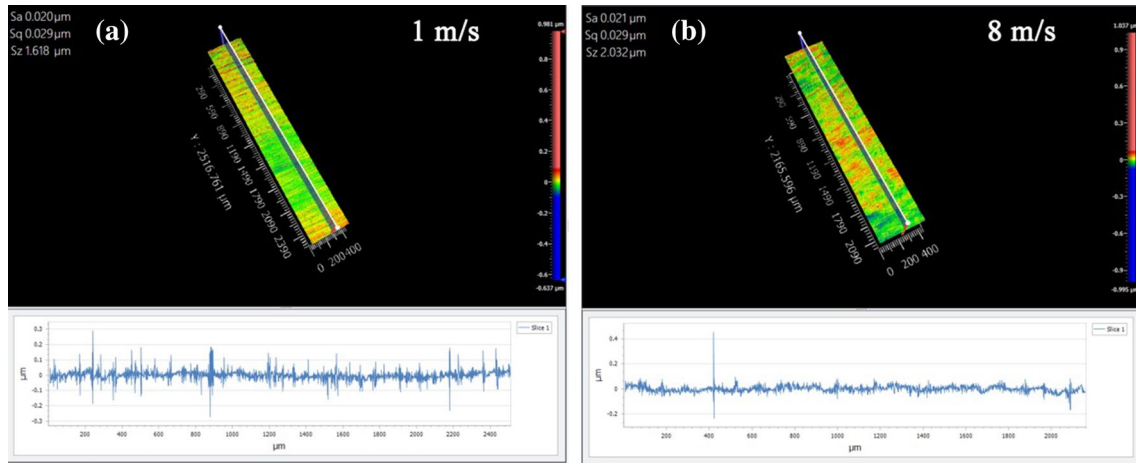 Sa 0.020 µm
Sq 0.029 µm
Sz 1.618 µm
(a)
1 m/s
0.981 µm
0.8
0.6
0.4
0.2
0
-0.2
-0.4
-0.6
-0.637 µm
290
590
890
1190
1490
1790
2090
2390
Y : 2516.761 µm
0 200 400
0.3
0.2
0.1
0
-0.1
-0.2
-0.3
µm
200 400 600 800 1000 1200 1400 1600 1800 2000 2200 2400
µm
Slice 1
Sa 0.021 µm
Sq 0.029 µm
Sz 2.032 µm
(b)
8 m/s
1.037 µm
0.9
0.6
0.3
0
-0.3
-0.6
-0.9
-0.995 µm
290
590
890
1190
1490
1790
2090
Y : 2165.596 µm
0 200 400
0.4
0.2
0
-0.2
µm
200 400 600 800 1000 1200 1400 1600 1800 2000
µm
Slice 1